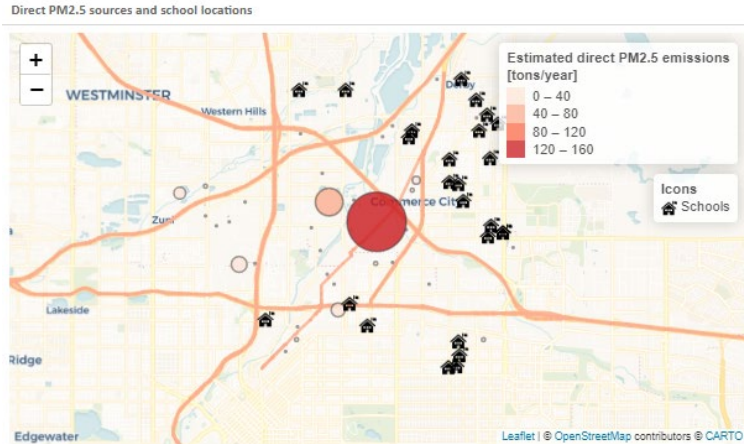 Direct PM2.5 sources and school locations
+
−
WESTMINSTER
Western Hills
Derby
Estimated direct PM2.5 emissions
[tons/year]
0 – 40
40 – 80
80 – 120
120 – 160
Icons
Schools
Commerce City
Zuni
Lakeside
Ridge
Edgewater
Leaflet | © OpenStreetMap contributors © CARTO